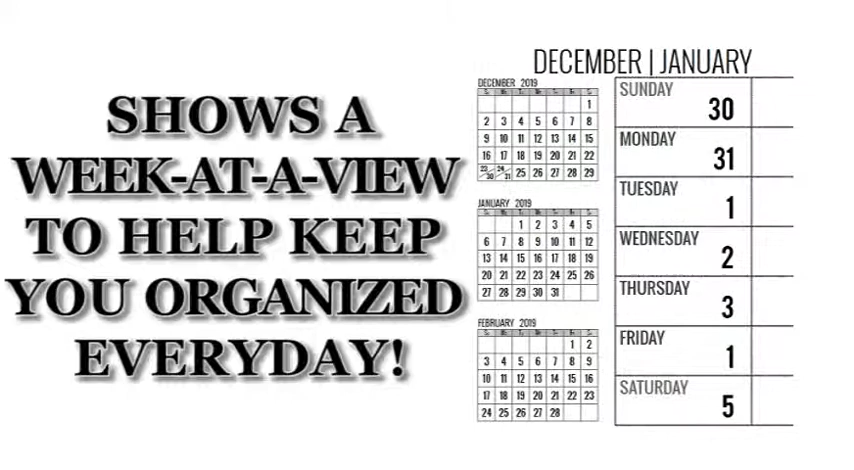 SHOWS A
WEEK-AT-A-VIEW
TO HELP KEEP
YOU ORGANIZED
EVERYDAY!
DECEMBER | JANUARY
DECEMBER 2019
1
2 3 4 5 6 7 8
9 10 11 12 13 14 15
16 17 18 19 20 21 22
23/30 24/31 25 26 27 28 29
JANUARY 2019
1 2 3 4 5
6 7 8 9 10 11 12
13 14 15 16 17 18 19
20 21 22 23 24 25 26
27 28 29 30 31
FEBRUARY 2019
1 2
3 4 5 6 7 8 9
10 11 12 13 14 15 16
17 18 19 20 21 22 23
24 25 26 27 28
SUNDAY
30
MONDAY
31
TUESDAY
1
WEDNESDAY
2
THURSDAY
3
FRIDAY
1
SATURDAY
5